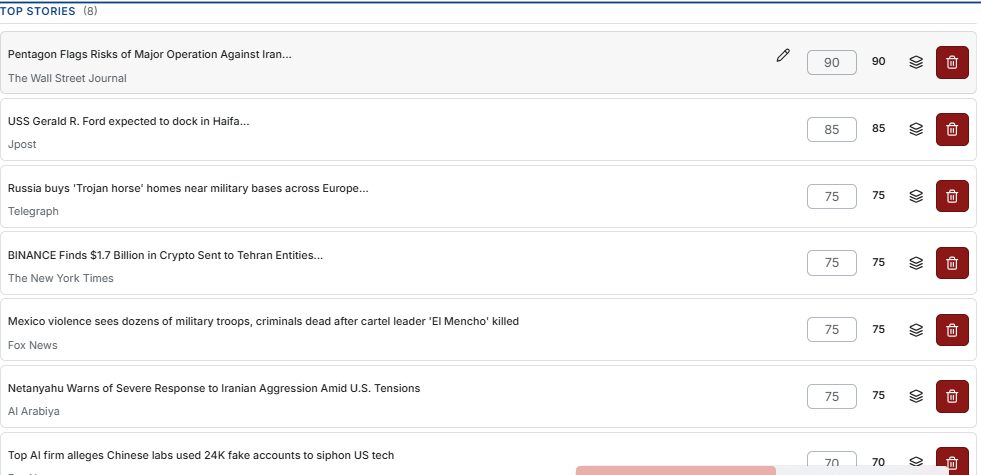 TOP STORIES (8)
Pentagon Flags Risks of Major Operation Against Iran...
The Wall Street Journal
90 90
USS Gerald R. Ford expected to dock in Haifa...
Jpost
85 85
Russia buys 'Trojan horse' homes near military bases across Europe...
Telegraph
75 75
BINANCE Finds $1.7 Billion in Crypto Sent to Tehran Entities...
The New York Times
75 75
Mexico violence sees dozens of military troops, criminals dead after cartel leader 'El Mencho' killed
Fox News
75 75
Netanyahu Warns of Severe Response to Iranian Aggression Amid U.S. Tensions
Al Arabiya
75 75
Top AI firm alleges Chinese labs used 24K fake accounts to siphon US tech
70 70